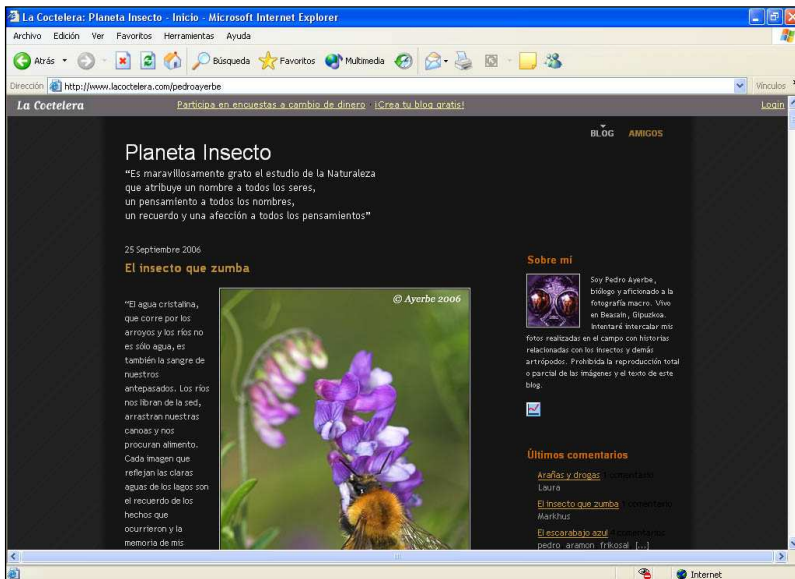 La Coctelera: Planeta Insecto - Inicio - Microsoft Internet Explorer
Archivo Edición Ver Favoritos Herramientas Ayuda
Atrás Búsqueda Favoritos Multimedia
Dirección http://www.lacoctelera.com/pedroayerbe Vínculos
La Coctelera Participa en encuestas a cambio de dinero · ¡Crea tu blog gratis! Login
BLOG AMIGOS
Planeta Insecto
“Es maravillosamente grato el estudio de la Naturaleza
que atribuye un nombre a todos los seres,
un pensamiento a todos los nombres,
un recuerdo y una afección a todos los pensamientos”
25 Septiembre 2006
El insecto que zumba
© Ayerbe 2006
“El agua cristalina,
que corre por los
arroyos y los ríos no
es sólo agua, es
también la sangre de
nuestros
antepasados. Los ríos
nos libran de la sed,
arrastran nuestras
canoas y nos
procuran alimento.
Cada imagen que
reflejan las claras
aguas de los lagos son
el recuerdo de los
hechos que
ocurrieron y la
memoria de mis
Sobre mí
Soy Pedro Ayerbe,
biólogo y aficionado a la
fotografía macro. Vivo
en Beasain, Gipuzkoa.
Intentaré intercalar mis
fotos realizadas en el campo con historias
relacionadas con los insectos y demás
artrópodos. Prohibida la reproducción total
o parcial de las imágenes y el texto de este
blog.
Últimos comentarios
Arañas y drogas 1 comentario
Laura
El insecto que zumba 1 comentario
Markhus
El escarabajo azul comentarios
pedro aramon frikosal [...]
Internet